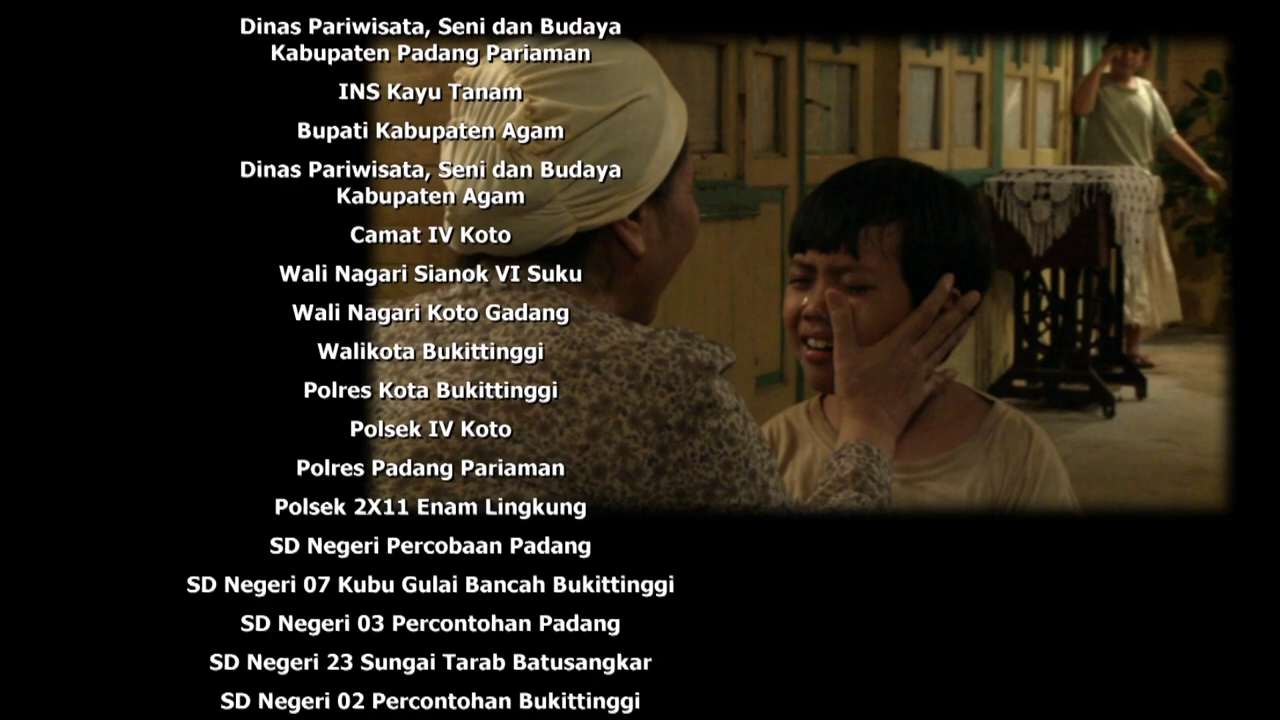 Dinas Pariwisata, Seni dan Budaya
Kabupaten Padang Pariaman
INS Kayu Tanam
Bupati Kabupaten Agam
Dinas Pariwisata, Seni dan Budaya
Kabupaten Agam
Camat IV Koto
Wali Nagari Sianok VI Suku
Wali Nagari Koto Gadang
Walikota Bukittinggi
Polres Kota Bukittinggi
Polsek IV Koto
Polres Padang Pariaman
Polsek 2X11 Enam Lingkung
SD Negeri Percobaan Padang
SD Negeri 07 Kubu Gulai Bancah Bukittinggi
SD Negeri 03 Percontohan Padang
SD Negeri 23 Sungai Tarab Batusangkar
SD Negeri 02 Percontohan Bukittinggi